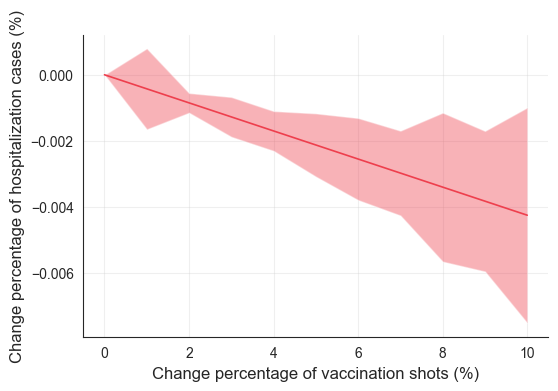 Change percentage of hospitalization cases (%)
0.000
−0.002
−0.004
−0.006
0 2 4 6 8 10
Change percentage of vaccination shots (%)